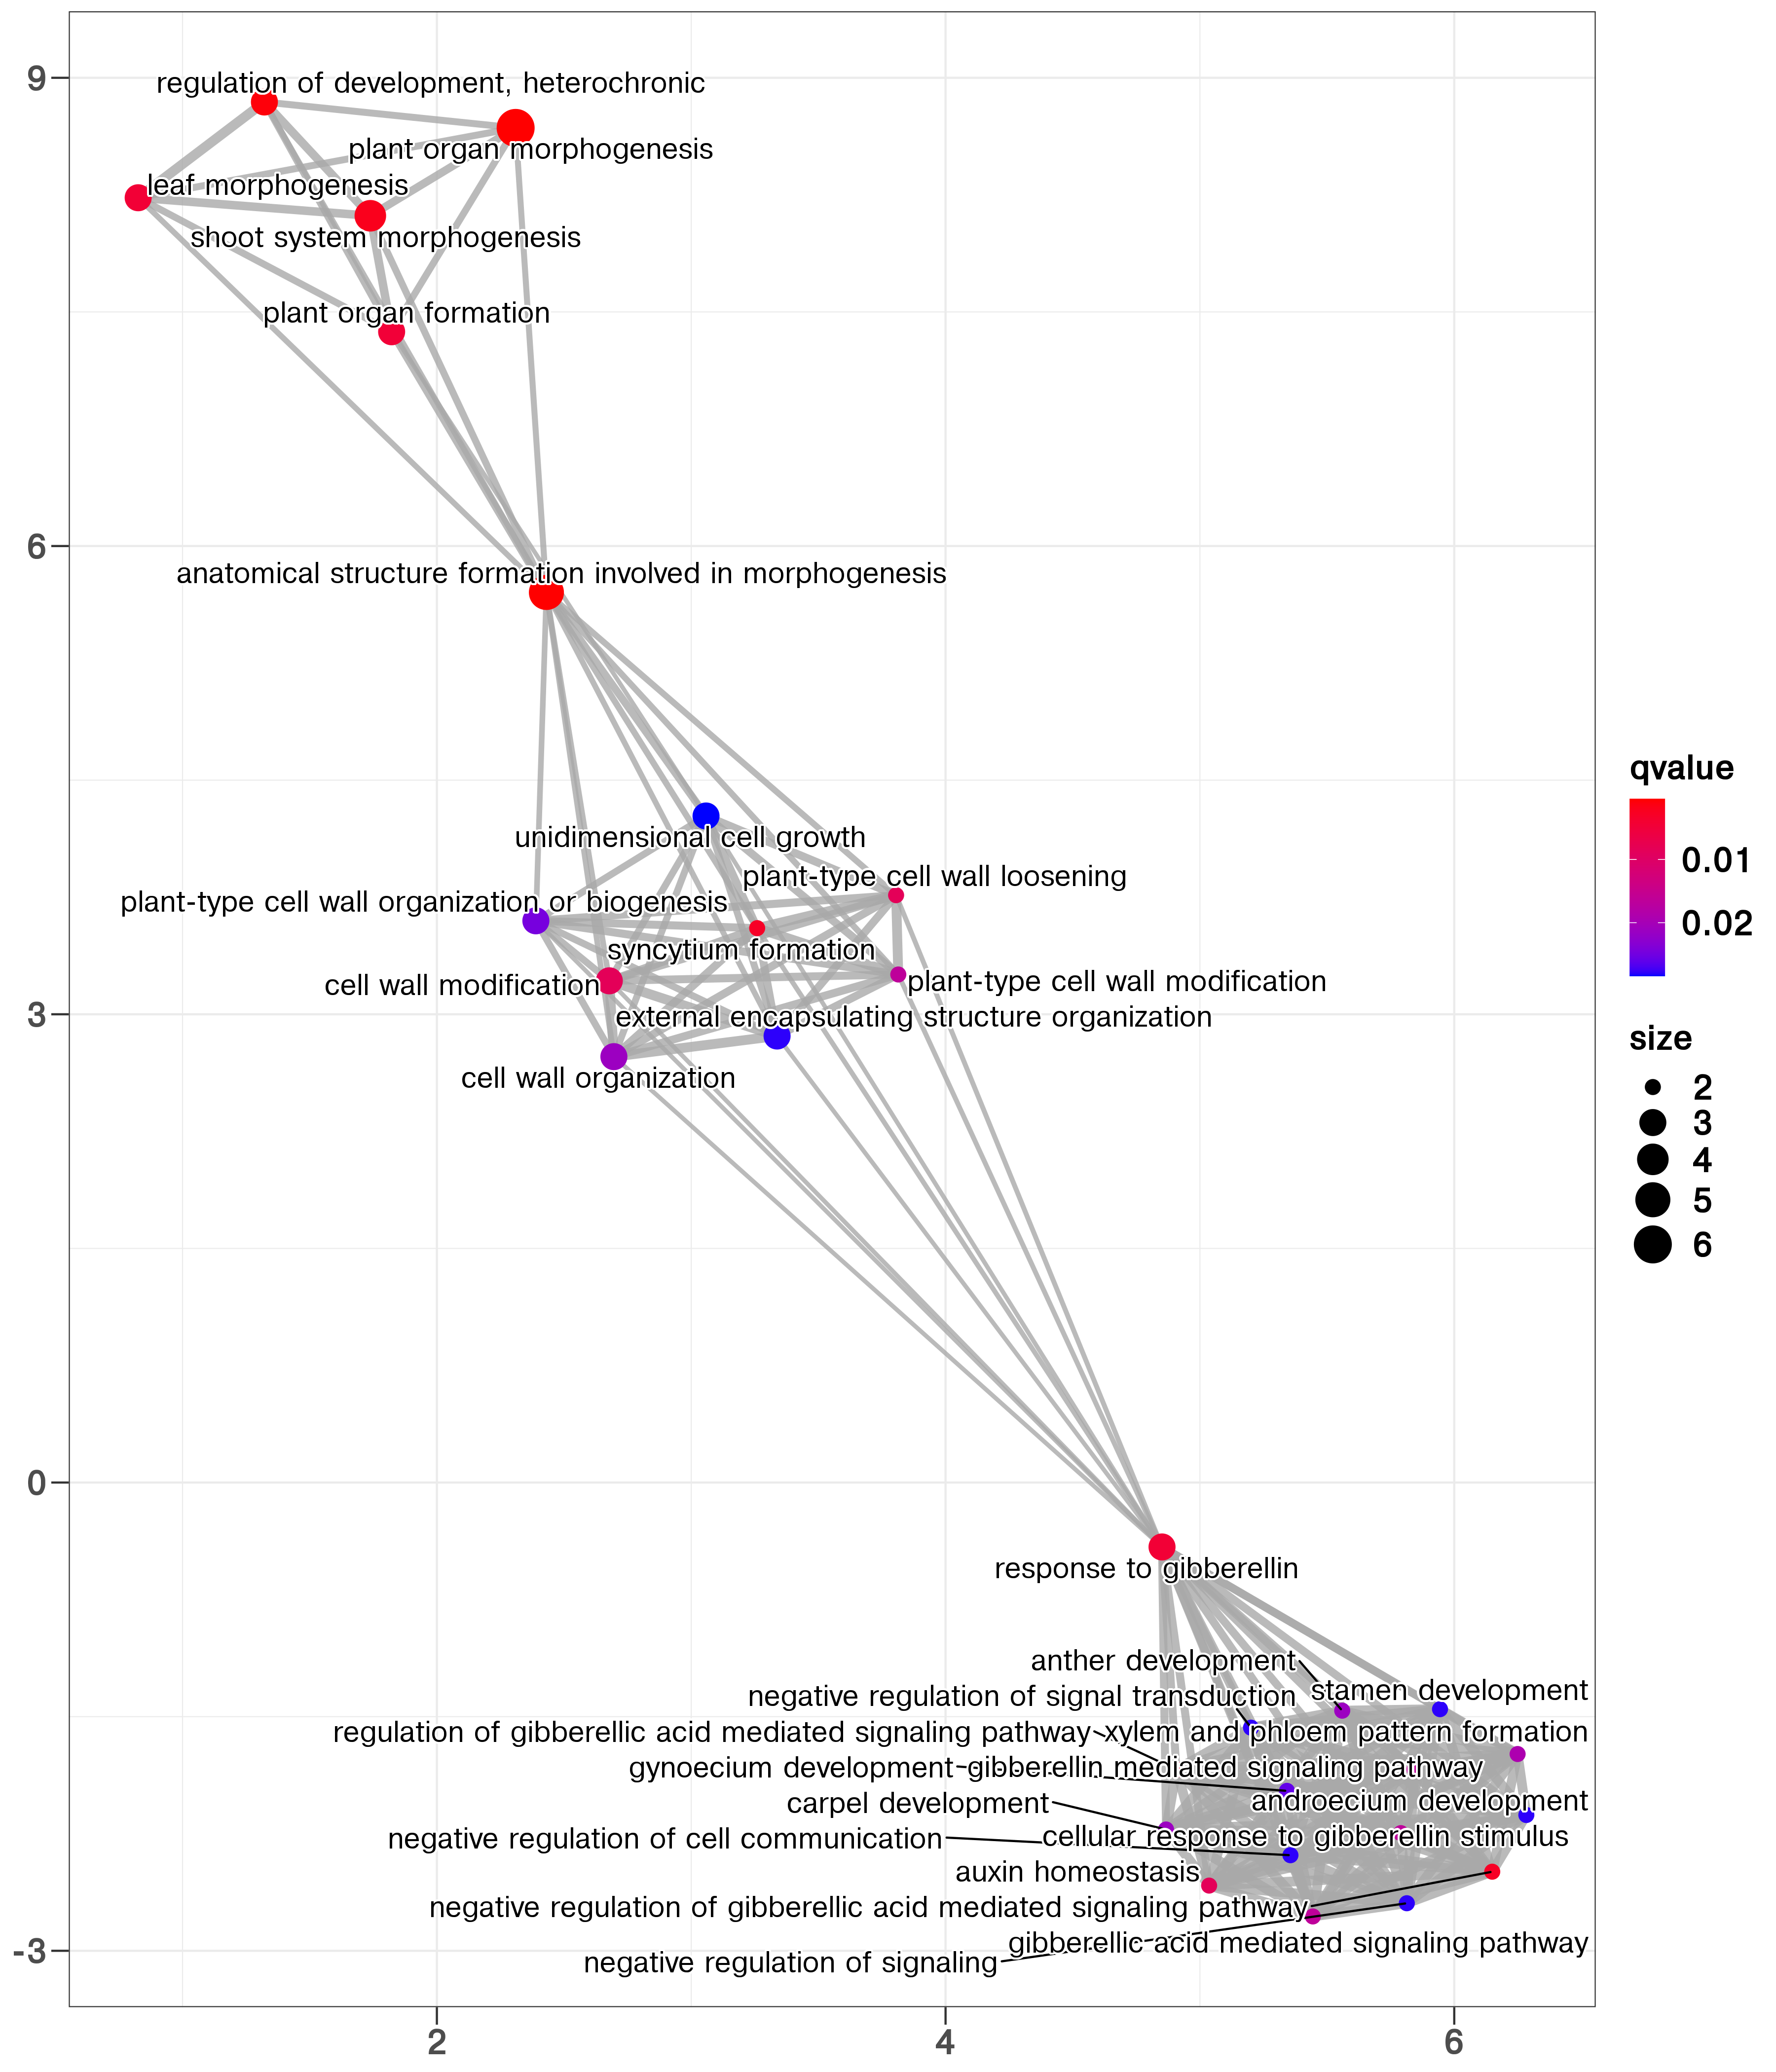 9
regulation of development, heterochronic
plant organ morphogenesis
leaf morphogenesis
shoot system morphogenesis
plant organ formation
6
anatomical structure formation involved in morphogenesis
unidimensional cell growth
plant-type cell wall loosening
plant-type cell wall organization or biogenesis
syncytium formation
cell wall modification
plant-type cell wall modification
3
external encapsulating structure organization
cell wall organization
0
response to gibberellin
anther development
stamen development
negative regulation of signal transduction
regulation of gibberellic acid mediated signaling pathway
xylem and phloem pattern formation
gynoecium development
gibberellin mediated signaling pathway
androecium development
carpel development
negative regulation of cell communication
cellular response to gibberellin stimulus
auxin homeostasis
negative regulation of gibberellic acid mediated signaling pathway
gibberellic acid mediated signaling pathway
-3
negative regulation of signaling
2
4
6
qvalue
0.01
0.02
size
2
3
4
5
6